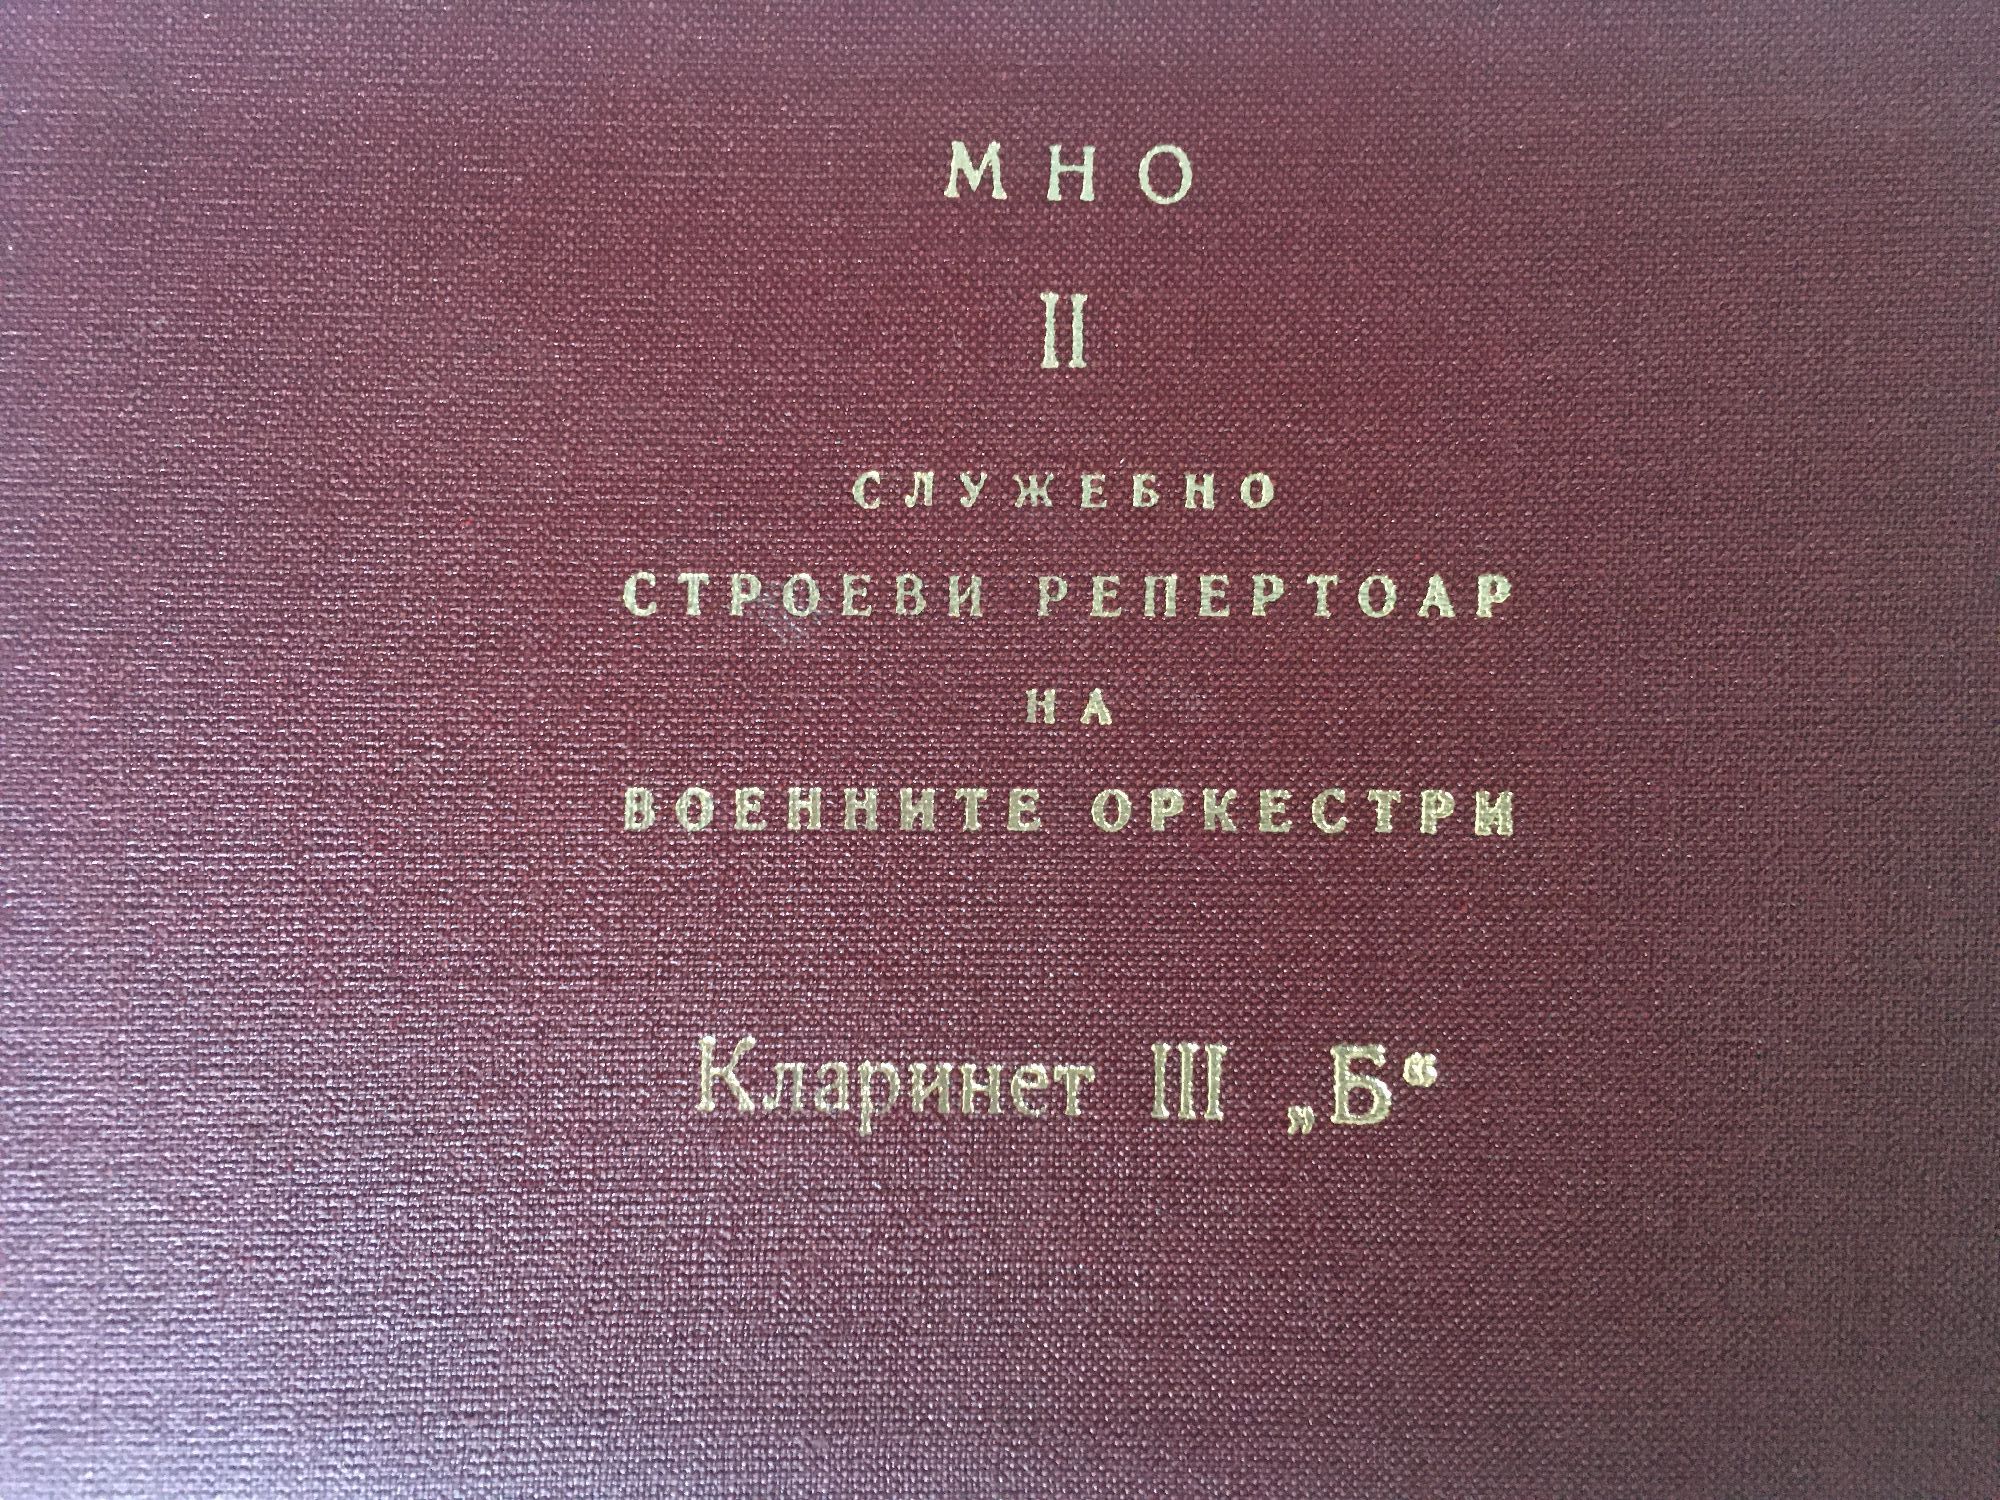 МНО
II
СЛУЖЕБНО
СТРОЕВИ РЕПЕРТОАР
НА
ВОЕННИТЕ ОРКЕСТРИ
Кларинет III „Б“